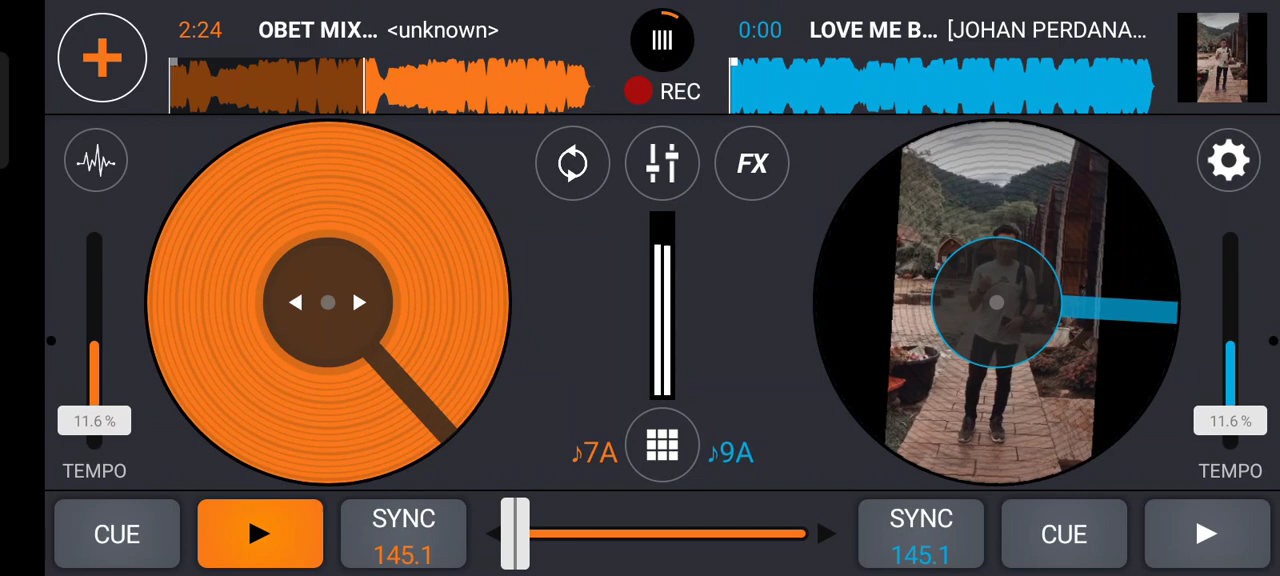 2:24 OBET MIX... <unknown>
0:00 LOVE ME B... [JOHAN PERDANA...
REC
FX
11.6 %
TEMPO
♪7A
♪9A
11.6 %
TEMPO
CUE
SYNC
145.1
SYNC
145.1
CUE